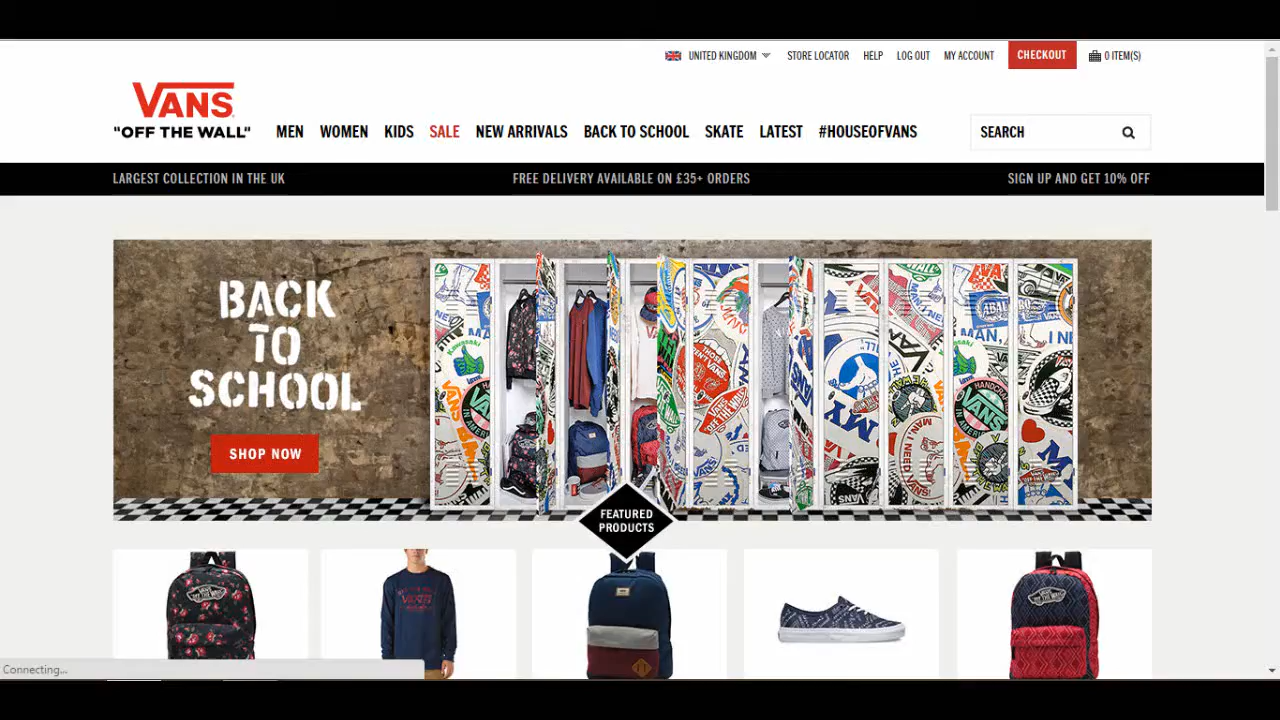 UNITED KINGDOM STORE LOCATOR HELP LOG OUT MY ACCOUNT CHECKOUT 0 ITEM(S)
VANS
"OFF THE WALL"
MEN WOMEN KIDS SALE NEW ARRIVALS BACK TO SCHOOL SKATE LATEST #HOUSEOFVANS SEARCH
LARGEST COLLECTION IN THE UK FREE DELIVERY AVAILABLE ON £35+ ORDERS SIGN UP AND GET 10% OFF
BACK
TO
SCHOOL
SHOP NOW
FEATURED
PRODUCTS
Connecting...